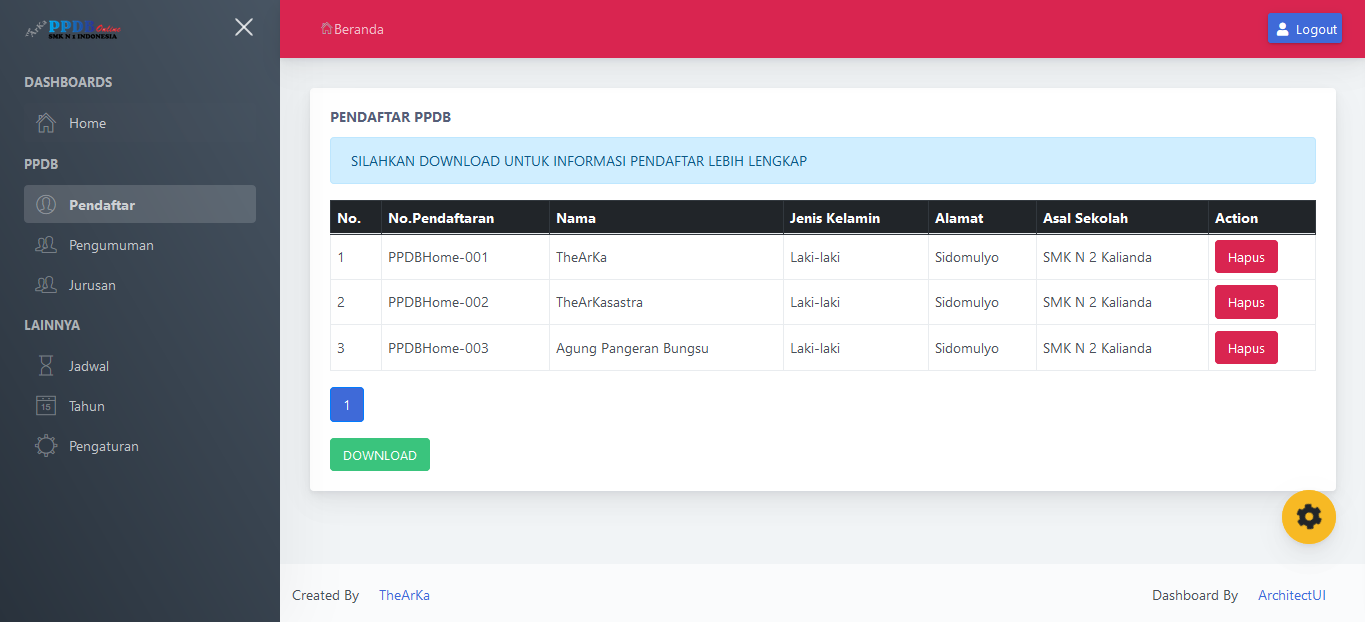 Ark's PPDB Online
SMK N 1 INDONESIA
Beranda
Logout
DASHBOARDS
Home
PPDB
Pendaftar
Pengumuman
Jurusan
LAINNYA
Jadwal
15 Tahun
Pengaturan
PENDAFTAR PPDB
SILAHKAN DOWNLOAD UNTUK INFORMASI PENDAFTAR LEBIH LENGKAP
No. No.Pendaftaran Nama Jenis Kelamin Alamat Asal Sekolah Action
1 PPDBHome-001 TheArKa Laki-laki Sidomulyo SMK N 2 Kalianda Hapus
2 PPDBHome-002 TheArKasastra Laki-laki Sidomulyo SMK N 2 Kalianda Hapus
3 PPDBHome-003 Agung Pangeran Bungsu Laki-laki Sidomulyo SMK N 2 Kalianda Hapus
1
DOWNLOAD
Created By TheArKa
Dashboard By ArchitectUI